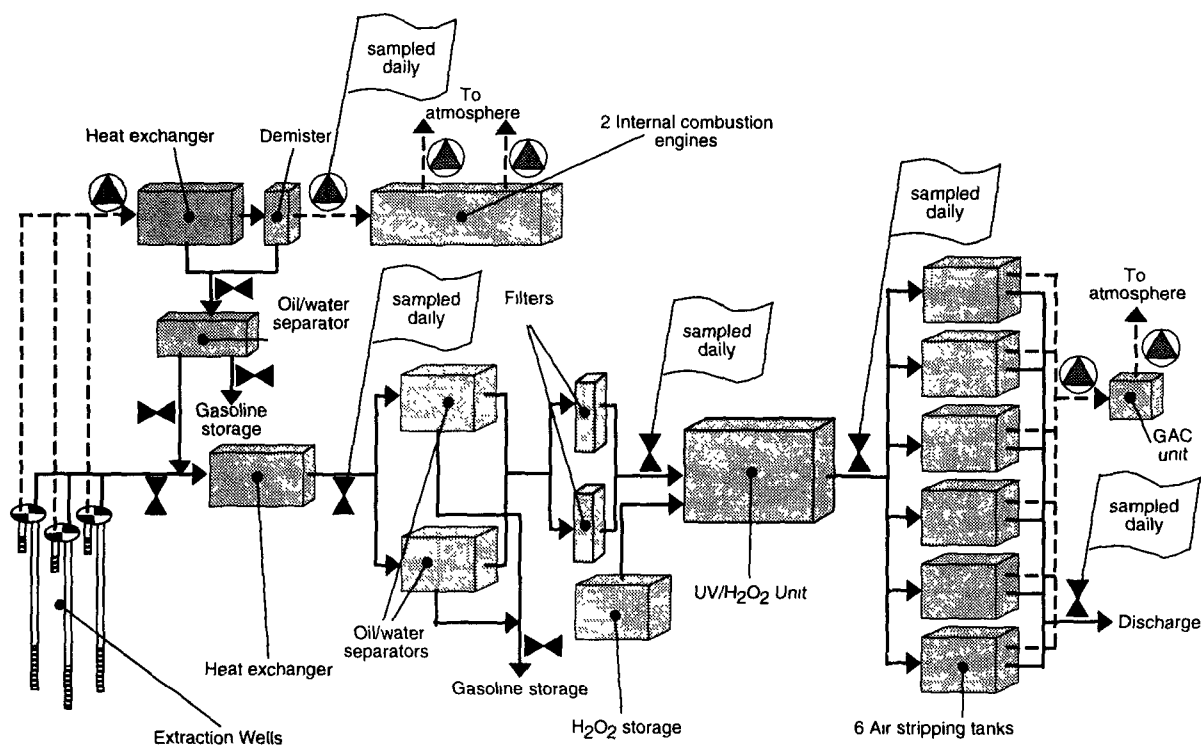 sampled
daily
To
atmosphere
2 Internal combustion
engines
Heat exchanger
Demister
sampled
daily
Oil/water
separator
sampled
daily
Filters
sampled
daily
To
atmosphere
Gasoline
storage
GAC
unit
sampled
daily
UV/H2O2 Unit
Discharge
Oil/water
separators
Heat exchanger
Gasoline storage
H2O2 storage
6 Air stripping tanks
Extraction Wells